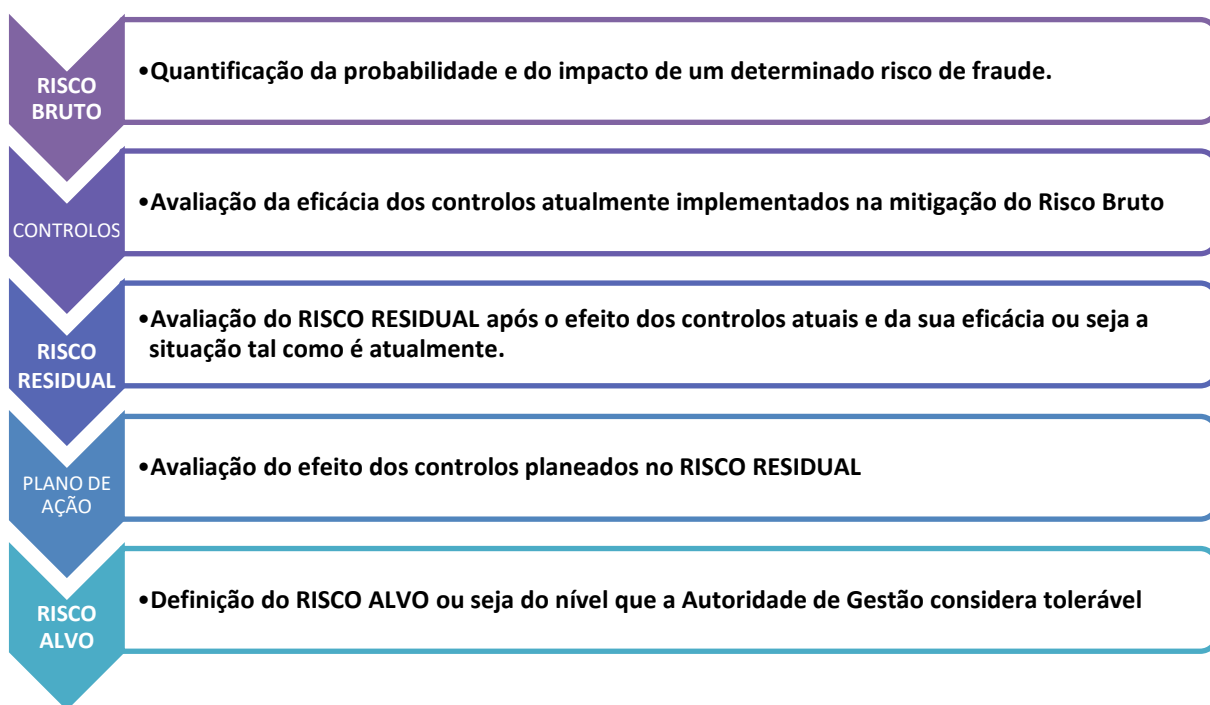 RISCO
BRUTO
•Quantificação da probabilidade e do impacto de um determinado risco de fraude.
CONTROLOS
•Avaliação da eficácia dos controlos atualmente implementados na mitigação do Risco Bruto
RISCO
RESIDUAL
•Avaliação do RISCO RESIDUAL após o efeito dos controlos atuais e da sua eficácia ou seja a
situação tal como é atualmente.
PLANO DE
AÇÃO
•Avaliação do efeito dos controlos planeados no RISCO RESIDUAL
RISCO
ALVO
•Definição do RISCO ALVO ou seja do nível que a Autoridade de Gestão considera tolerável